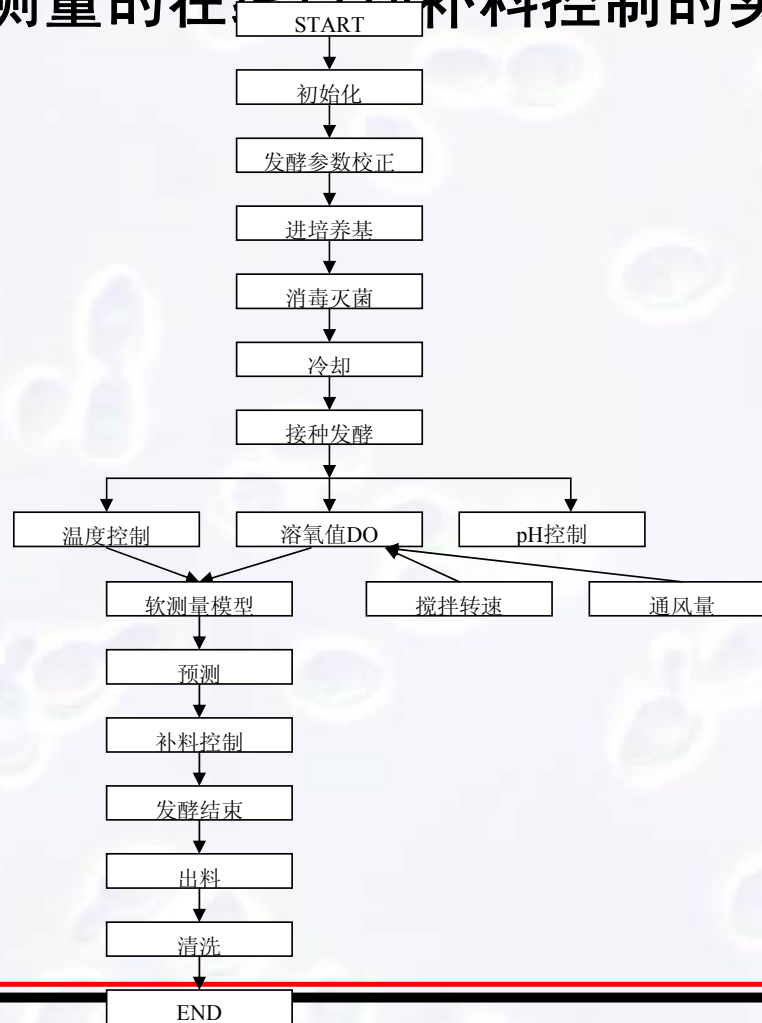 测量的在 补料控制的实
START
初始化
发酵参数校正
进培养基
消毒灭菌
冷却
接种发酵
温度控制 溶氧值DO pH控制
软测量模型 搅拌转速 通风量
预测
补料控制
发酵结束
出料
清洗
END